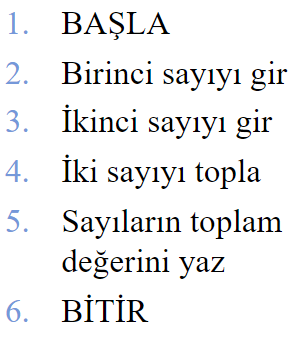 1. BAŞLA
2. Birinci sayıyı gir
3. İkinci sayıyı gir
4. İki sayıyı topla
5. Sayıların toplam
değerini yaz
6. BİTİR